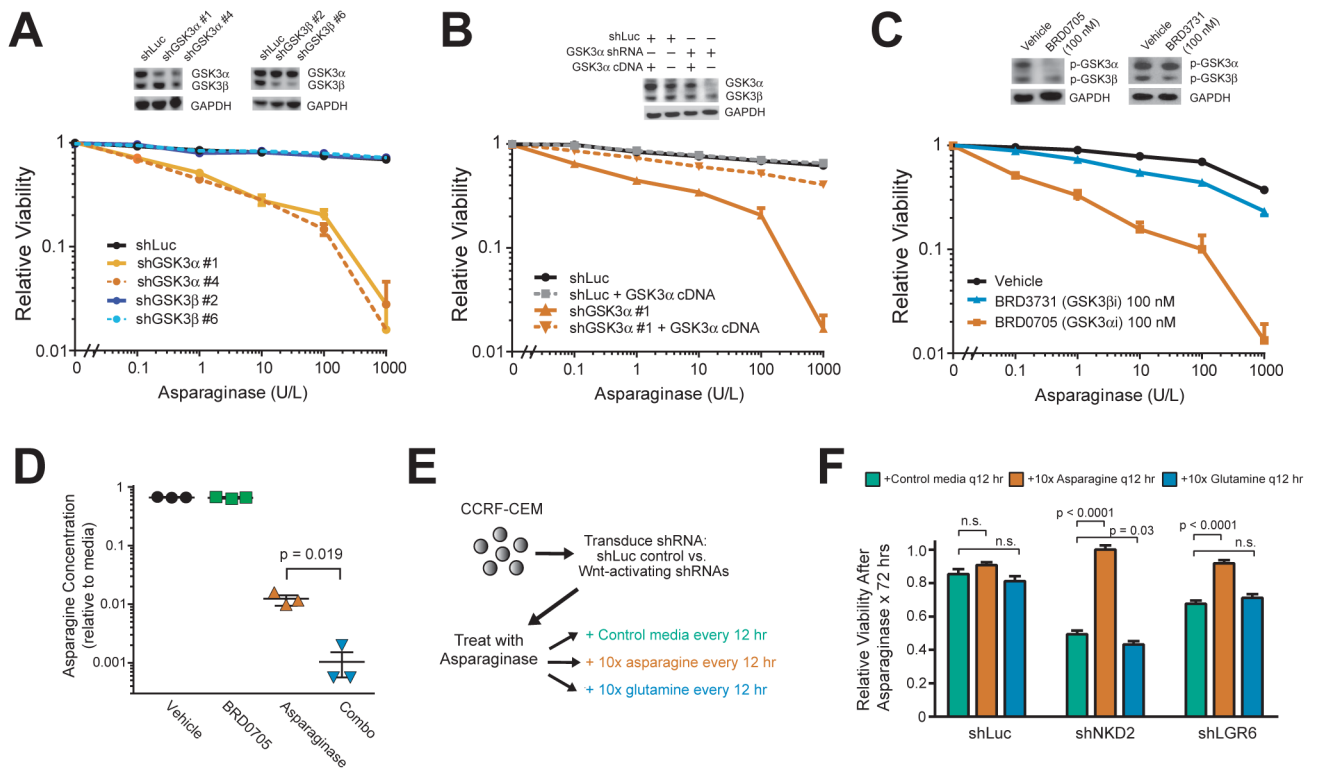 A
shLuc
shGSK3α #1
shGSK3α #4
shLuc
shGSK3β #2
shGSK3β #6
GSK3α
GSK3β
GAPDH
GSK3α
GSK3β
GAPDH
Relative Viability
1
0.1
0.01
shLuc
shGSK3α #1
shGSK3α #4
shGSK3β #2
shGSK3β #6
0 0.1 1 10 100 1000
Asparaginase (U/L)
B
shLuc + + − −
GSK3α shRNA − − + +
GSK3α cDNA + − + −
GSK3α
GSK3β
GAPDH
Relative Viability
1
0.1
0.01
shLuc
shLuc + GSK3α cDNA
shGSK3α #1
shGSK3α #1 + GSK3α cDNA
0 0.1 1 10 100 1000
Asparaginase (U/L)
C
Vehicle
BRD0705
(100 nM)
Vehicle
BRD3731
(100 nM)
p-GSK3α
p-GSK3β
GAPDH
p-GSK3α
p-GSK3β
GAPDH
Relative Viability
1
0.1
0.01
Vehicle
BRD3731 (GSK3βi) 100 nM
BRD0705 (GSK3αi) 100 nM
0 0.1 1 10 100 1000
Asparaginase (U/L)
D
Asparagine Concentration
(relative to media)
1
0.1
0.01
0.001
p = 0.019
Vehicle
BRD0705
Asparaginase
Combo
E
CCRF-CEM
Transduce shRNA:
shLuc control vs.
Wnt-activating shRNAs
Treat with
Asparaginase
+ Control media every 12 hr
+ 10x asparagine every 12 hr
+ 10x glutamine every 12 hr
F
+Control media q12 hr +10x Asparagine q12 hr +10x Glutamine q12 hr
Relative Viability After
Asparaginase x 72 hrs
1.0
0.8
0.6
0.4
0.2
0
n.s.
n.s.
p < 0.0001
p = 0.03
p < 0.0001
n.s.
shLuc shNKD2 shLGR6